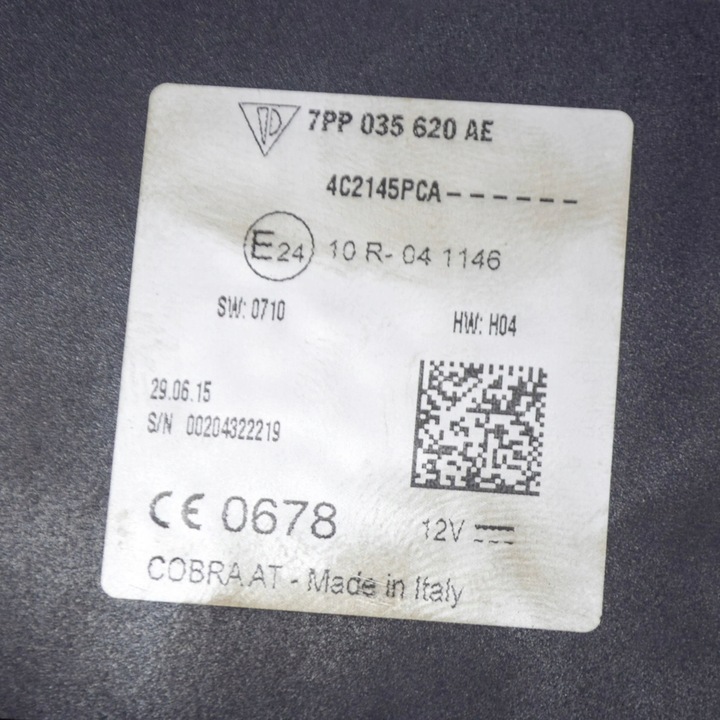 7PP 035 620 AE
4C2145PCA------
E24 10 R- 04 1146
SW: 0710
HW: H04
29.06.15
S/N 00204322219
CE 0678
12V
COBRA AT - Made in Italy